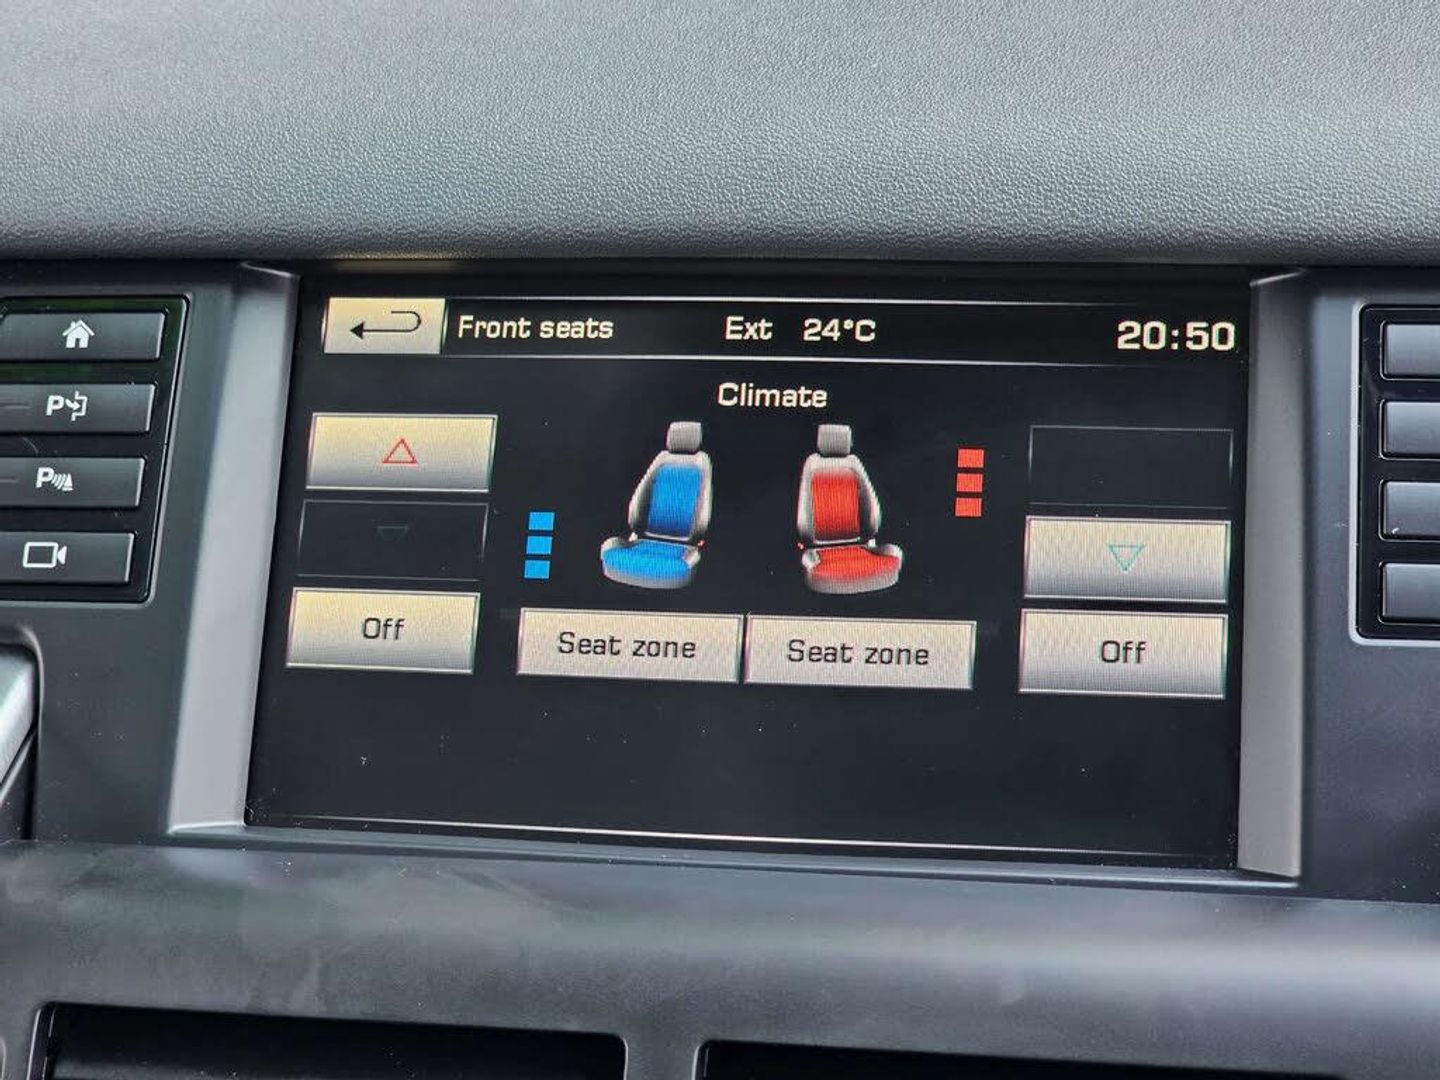 Front seats
Ext 24°C
20:50
Climate
Off
Seat zone
Seat zone
Off
P
P